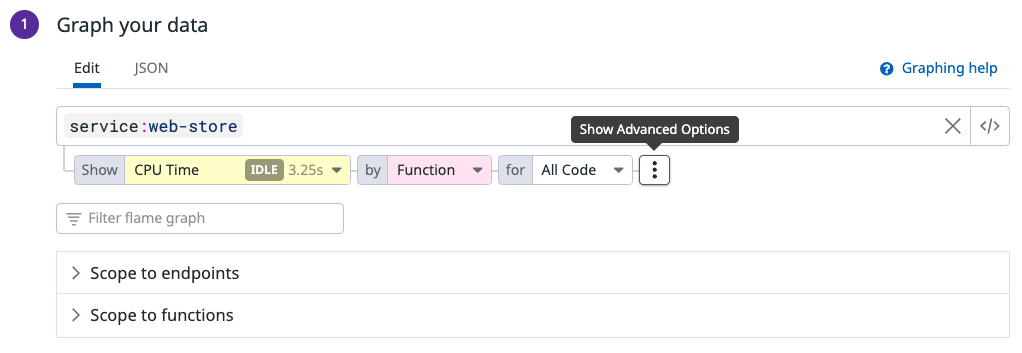 1 Graph your data
Edit JSON Graphing help
service:web-store </>
Show Advanced Options
Show CPU Time IDLE 3.25s by Function for All Code
Filter flame graph
Scope to endpoints
Scope to functions